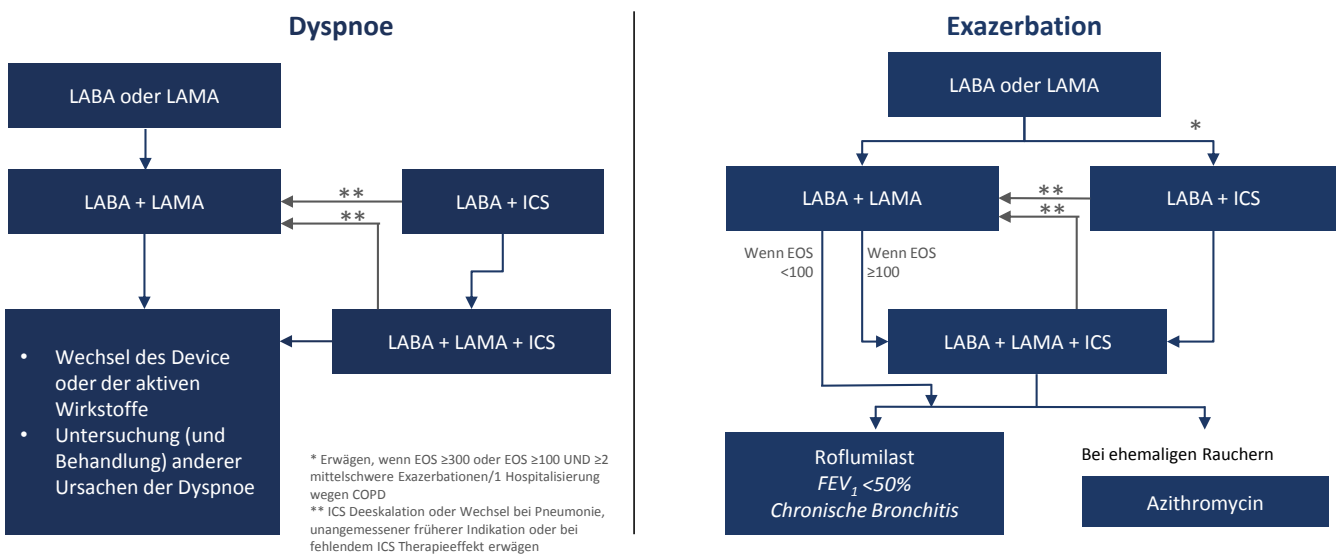 Dyspnoe
LABA oder LAMA
LABA + LAMA
**
**
LABA + ICS
LABA + LAMA + ICS
• Wechsel des Device
oder der aktiven
Wirkstoffe
• Untersuchung (und
Behandlung) anderer
Ursachen der Dyspnoe
* Erwägen, wenn EOS ≥300 oder EOS ≥100 UND ≥2
mittelschwere Exazerbationen/1 Hospitalisierung
wegen COPD
** ICS Deeskalation oder Wechsel bei Pneumonie,
unangemessener früherer Indikation oder bei
fehlendem ICS Therapieeffekt erwägen
Exazerbation
LABA oder LAMA
*
LABA + LAMA
**
**
LABA + ICS
Wenn EOS
<100
Wenn EOS
≥100
LABA + LAMA + ICS
Roflumilast
FEV1 <50%
Chronische Bronchitis
Bei ehemaligen Rauchern
Azithromycin